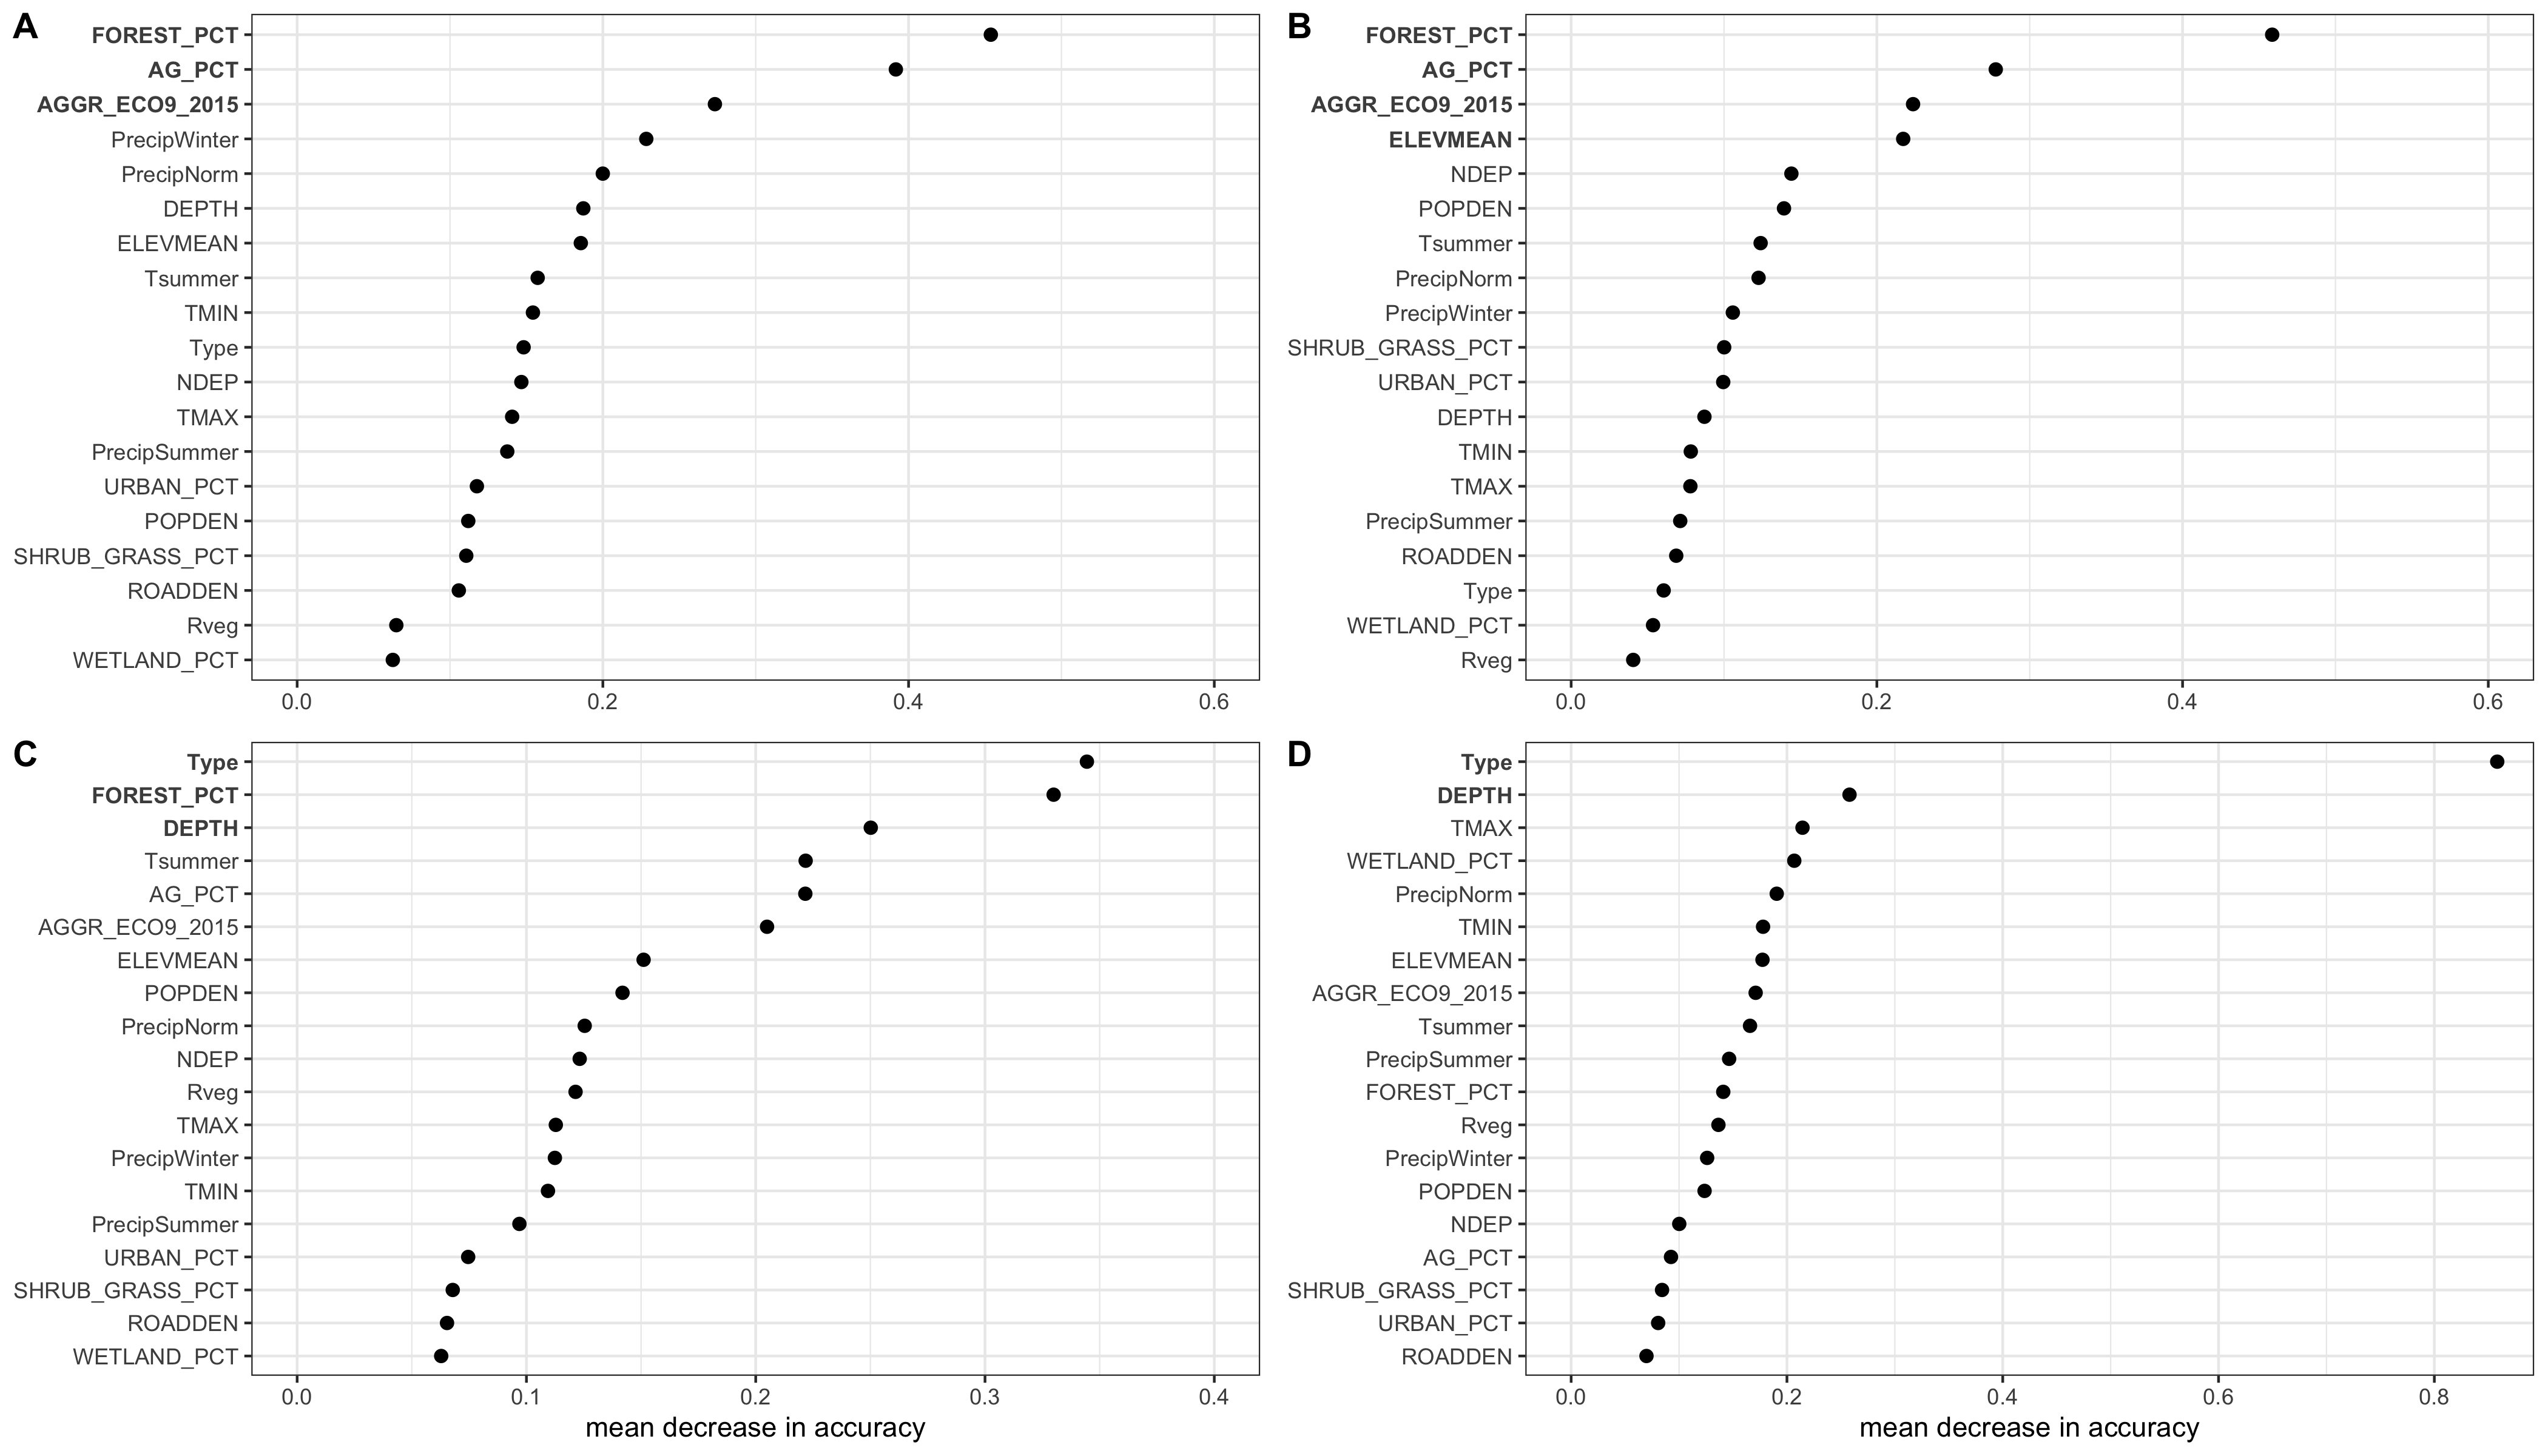 A
FOREST_PCT
AG_PCT
AGGR_ECO9_2015
PrecipWinter
PrecipNorm
DEPTH
ELEVMEAN
Tsummer
TMIN
Type
NDEP
TMAX
PrecipSummer
URBAN_PCT
POPDEN
SHRUB_GRASS_PCT
ROADDEN
Rveg
WETLAND_PCT
0.0 0.2 0.4 0.6
B
FOREST_PCT
AG_PCT
AGGR_ECO9_2015
ELEVMEAN
NDEP
POPDEN
Tsummer
PrecipNorm
PrecipWinter
SHRUB_GRASS_PCT
URBAN_PCT
DEPTH
TMIN
TMAX
PrecipSummer
ROADDEN
Type
WETLAND_PCT
Rveg
0.0 0.2 0.4 0.6
C
Type
FOREST_PCT
DEPTH
Tsummer
AG_PCT
AGGR_ECO9_2015
ELEVMEAN
POPDEN
PrecipNorm
NDEP
Rveg
TMAX
PrecipWinter
TMIN
PrecipSummer
URBAN_PCT
SHRUB_GRASS_PCT
ROADDEN
WETLAND_PCT
0.0 0.1 0.2 0.3 0.4
mean decrease in accuracy
D
Type
DEPTH
TMAX
WETLAND_PCT
PrecipNorm
TMIN
ELEVMEAN
AGGR_ECO9_2015
Tsummer
PrecipSummer
FOREST_PCT
Rveg
PrecipWinter
POPDEN
NDEP
AG_PCT
SHRUB_GRASS_PCT
URBAN_PCT
ROADDEN
0.0 0.2 0.4 0.6 0.8
mean decrease in accuracy